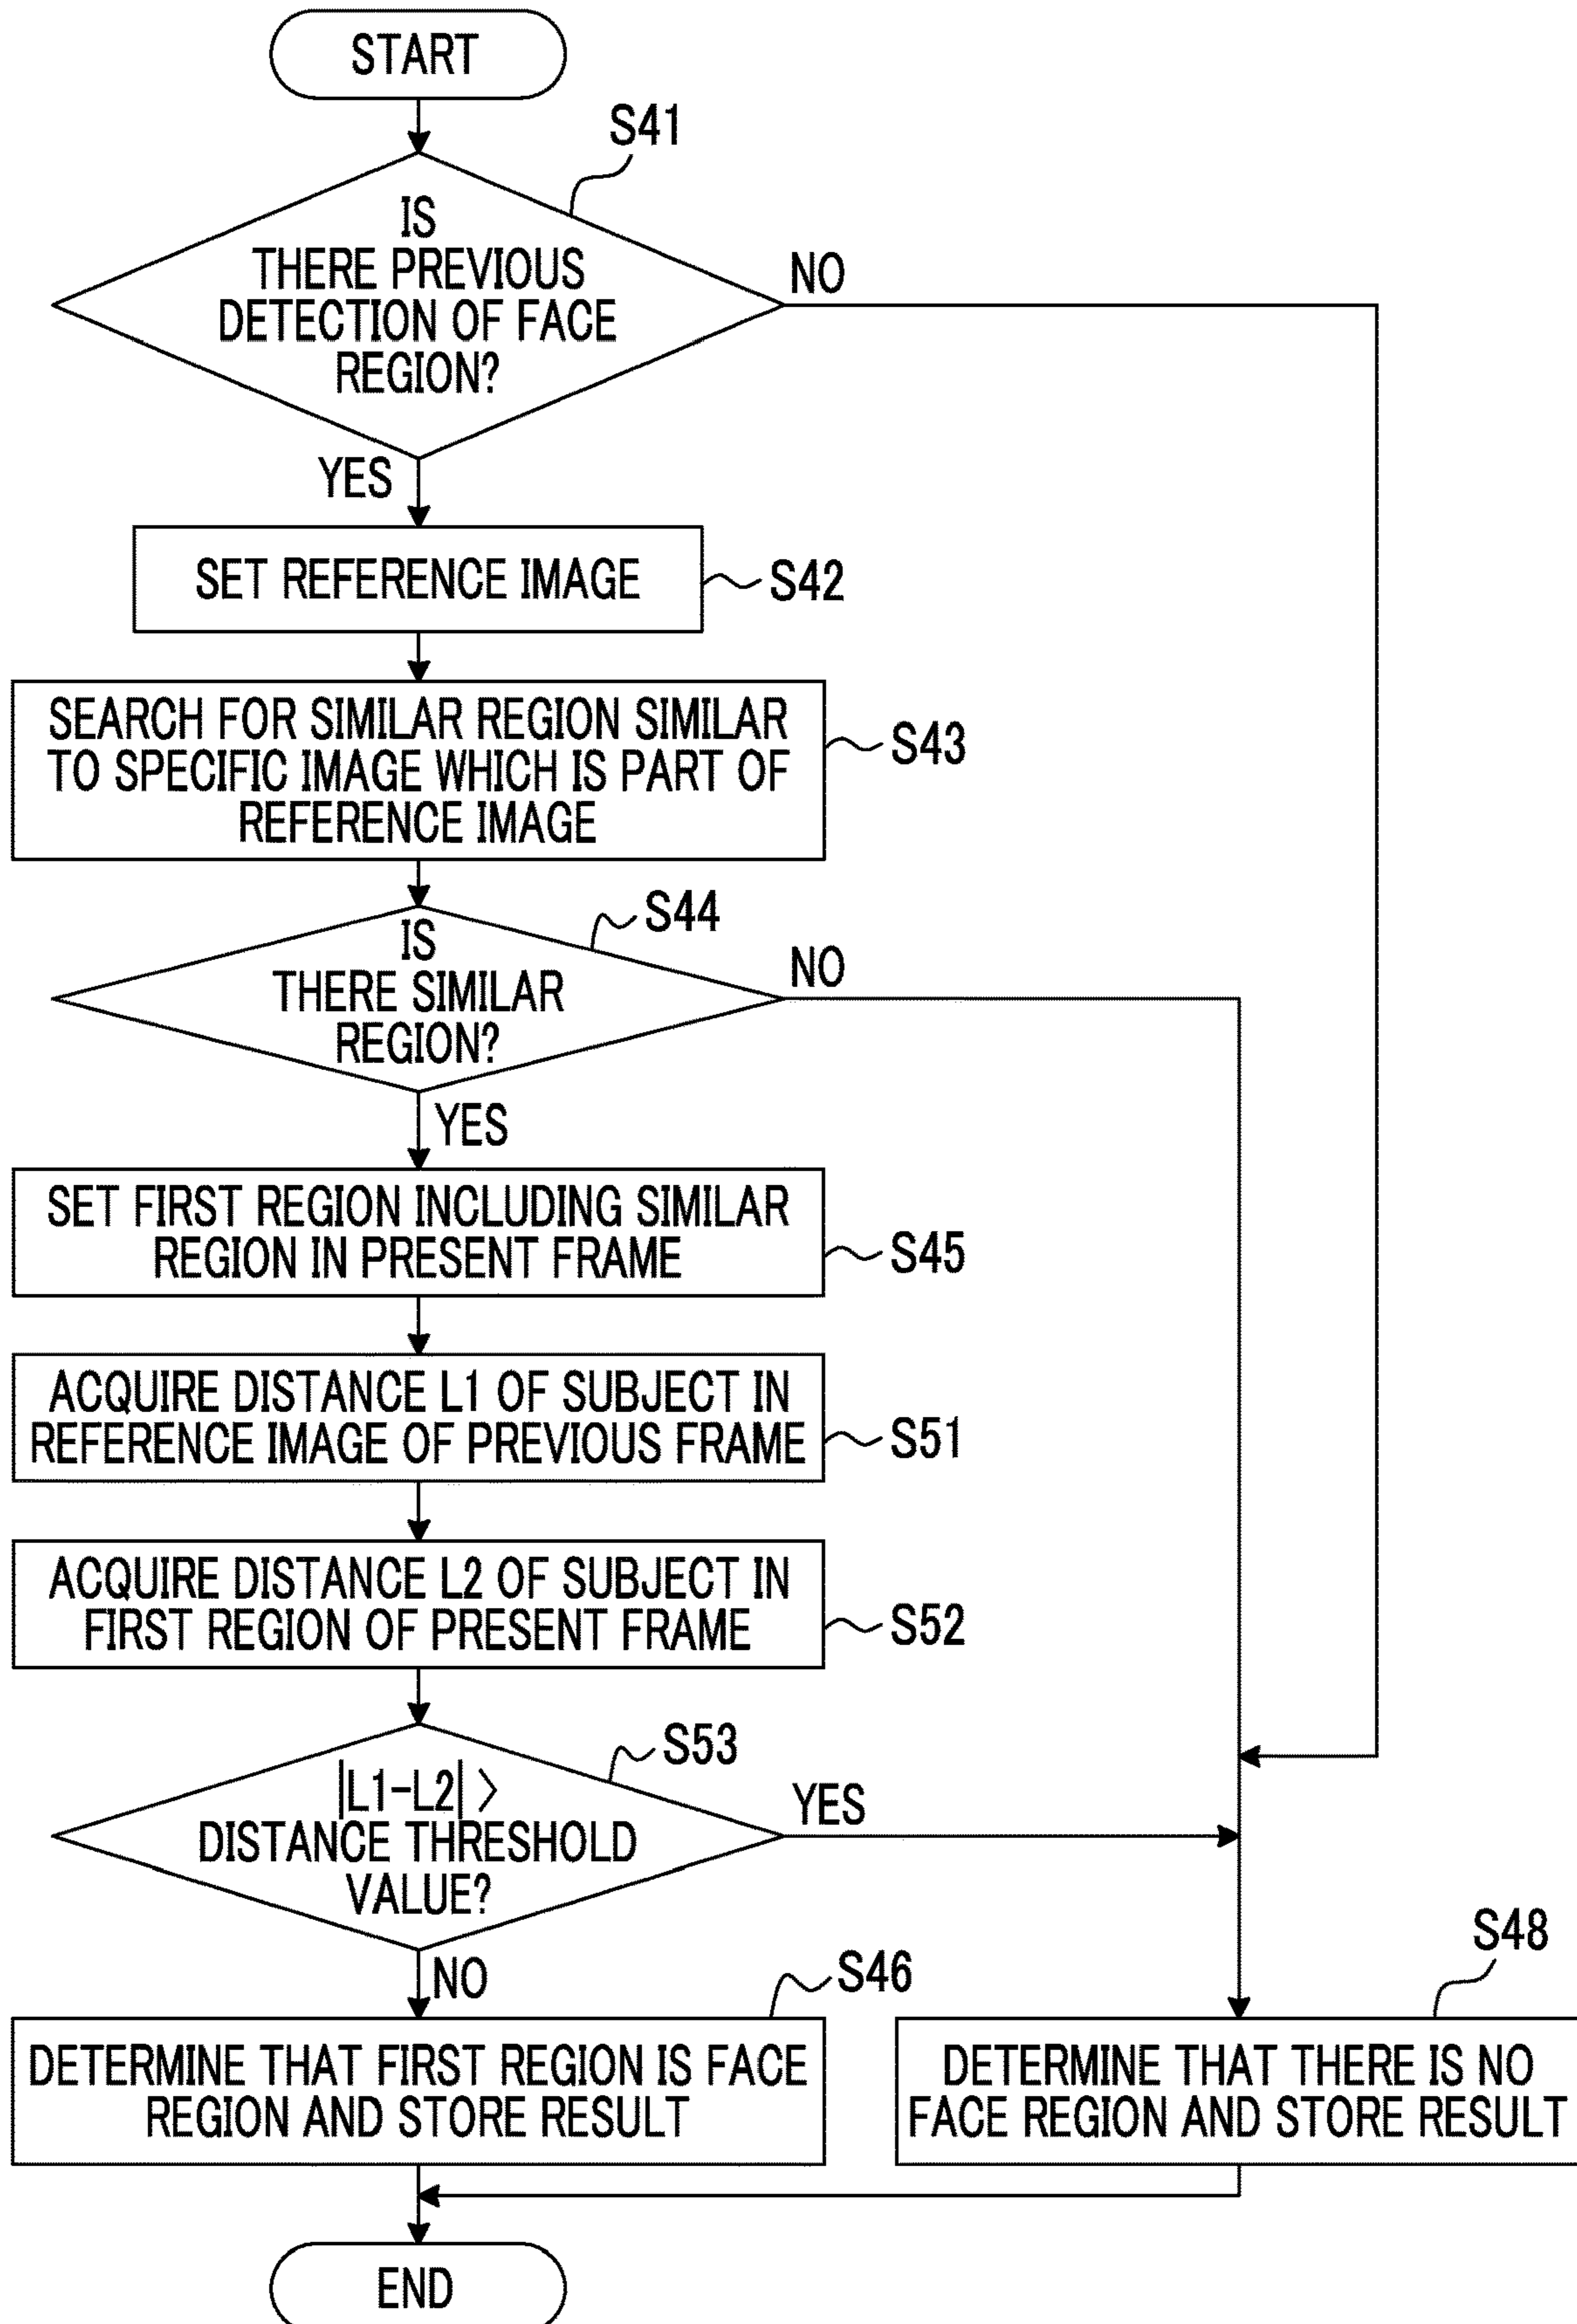 START
S41
IS
THERE PREVIOUS
DETECTION OF FACE
REGION?
NO
YES
SET REFERENCE IMAGE
S42
SEARCH FOR SIMILAR REGION SIMILAR
TO SPECIFIC IMAGE WHICH IS PART OF
REFERENCE IMAGE
S43
S44
IS
THERE SIMILAR
REGION?
NO
YES
SET FIRST REGION INCLUDING SIMILAR
REGION IN PRESENT FRAME
S45
ACQUIRE DISTANCE L1 OF SUBJECT IN
REFERENCE IMAGE OF PREVIOUS FRAME
S51
ACQUIRE DISTANCE L2 OF SUBJECT IN
FIRST REGION OF PRESENT FRAME
S52
S53
|L1-L2| >
DISTANCE THRESHOLD
VALUE?
YES
NO
S46
DETERMINE THAT FIRST REGION IS FACE
REGION AND STORE RESULT
S48
DETERMINE THAT THERE IS NO
FACE REGION AND STORE RESULT
END